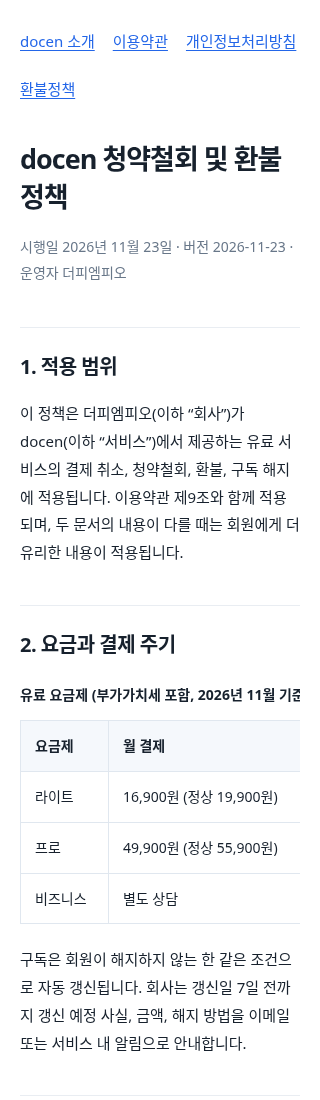 docen 소개 이용약관 개인정보처리방침
환불정책
docen 청약철회 및 환불
정책
시행일 2026년 11월 23일 · 버전 2026-11-23 ·
운영자 더피엠피오
1. 적용 범위
이 정책은 더피엠피오(이하 “회사”)가
docen(이하 “서비스”)에서 제공하는 유료 서
비스의 결제 취소, 청약철회, 환불, 구독 해지
에 적용됩니다. 이용약관 제9조와 함께 적용
되며, 두 문서의 내용이 다를 때는 회원에게 더
유리한 내용이 적용됩니다.
2. 요금과 결제 주기
유료 요금제 (부가가치세 포함, 2026년 11월 기준
요금제 월 결제
라이트 16,900원 (정상 19,900원)
프로 49,900원 (정상 55,900원)
비즈니스 별도 상담
구독은 회원이 해지하지 않는 한 같은 조건으
로 자동 갱신됩니다. 회사는 갱신일 7일 전까
지 갱신 예정 사실, 금액, 해지 방법을 이메일
또는 서비스 내 알림으로 안내합니다.